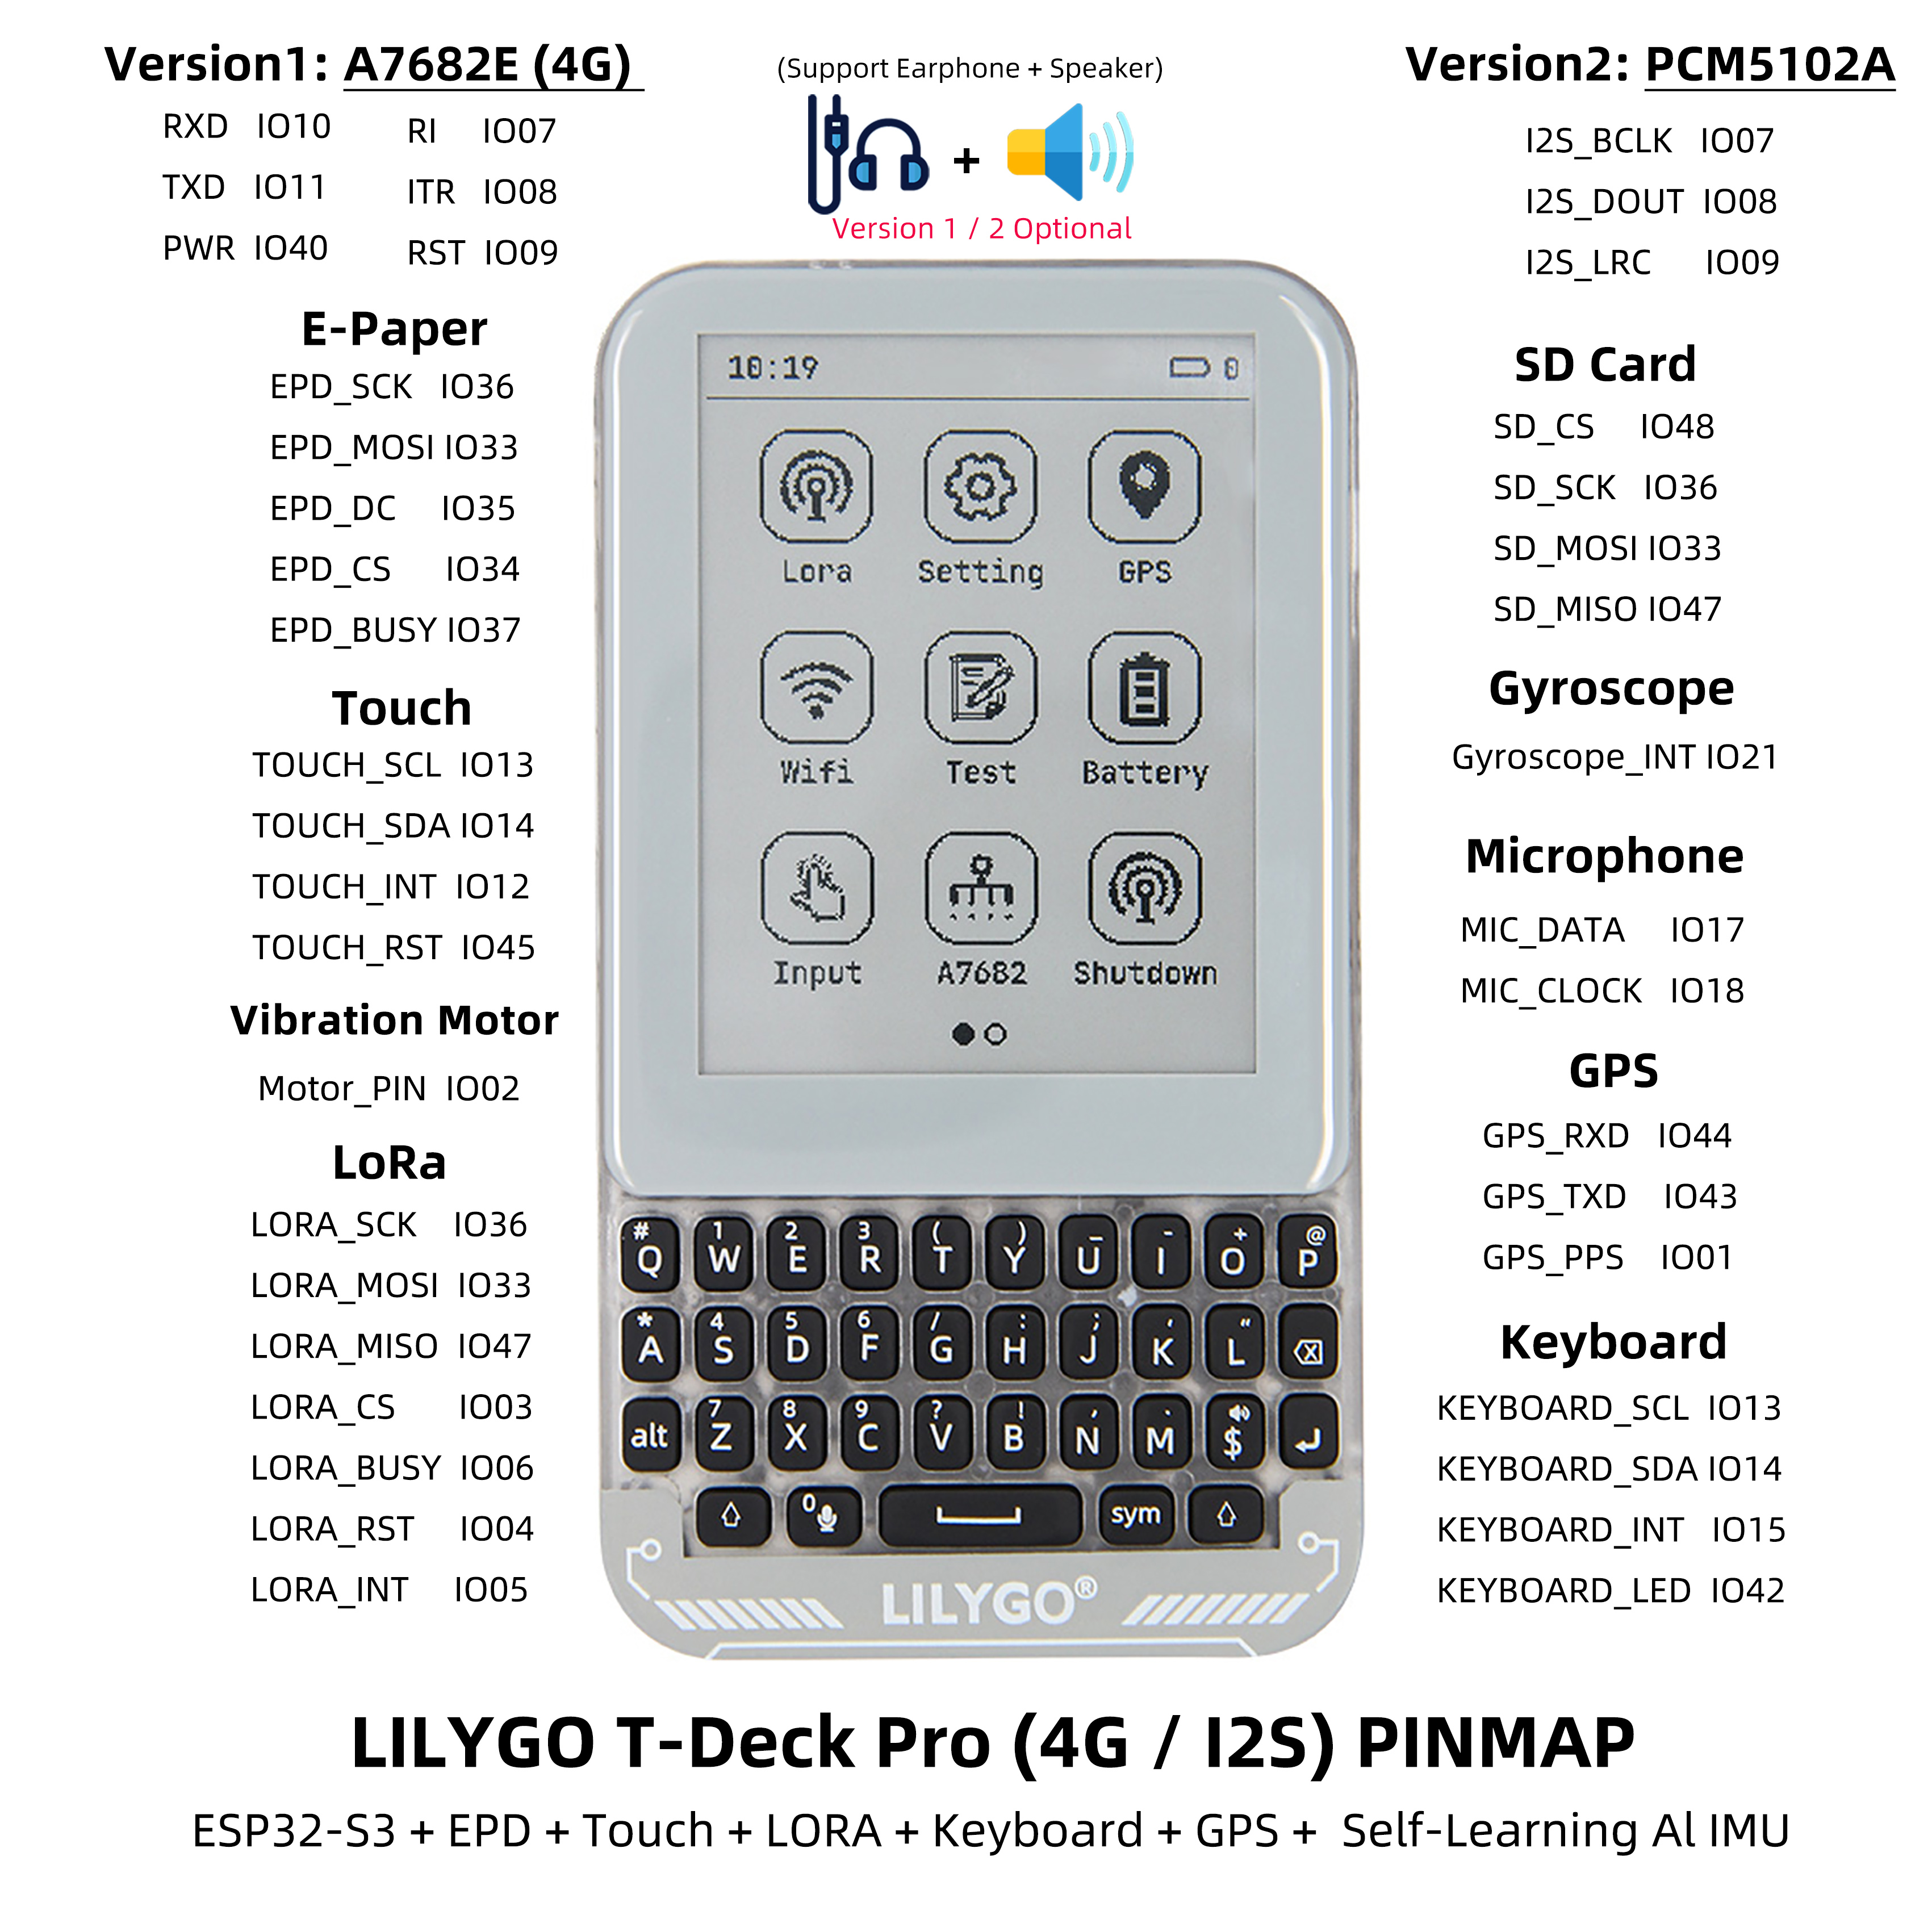 Version1: A7682E (4G)
RXD IO10
TXD IO11
PWR IO40
RI IO07
ITR IO08
RST IO09
(Support Earphone + Speaker)
+
Version 1 / 2 Optional
Version2: PCM5102A
I2S_BCLK IO07
I2S_DOUT IO08
I2S_LRC IO09
E-Paper
EPD_SCK IO36
EPD_MOSI IO33
EPD_DC IO35
EPD_CS IO34
EPD_BUSY IO37
Touch
TOUCH_SCL IO13
TOUCH_SDA IO14
TOUCH_INT IO12
TOUCH_RST IO45
Vibration Motor
Motor_PIN IO02
LoRa
LORA_SCK IO36
LORA_MOSI IO33
LORA_MISO IO47
LORA_CS IO03
LORA_BUSY IO06
LORA_RST IO04
LORA_INT IO05
10:19 0
Lora Setting GPS
Wifi Test Battery
Input A7682 Shutdown
# 1 2 3 ( ) _ - + @
Q W E R T Y U I O P
* 4 5 6 / : ; ' "
A S D F G H J K L
7 8 9 ? ! , .
alt Z X C V B N M $
0 sym
LILYGO®
SD Card
SD_CS IO48
SD_SCK IO36
SD_MOSI IO33
SD_MISO IO47
Gyroscope
Gyroscope_INT IO21
Microphone
MIC_DATA IO17
MIC_CLOCK IO18
GPS
GPS_RXD IO44
GPS_TXD IO43
GPS_PPS IO01
Keyboard
KEYBOARD_SCL IO13
KEYBOARD_SDA IO14
KEYBOARD_INT IO15
KEYBOARD_LED IO42
LILYGO T-Deck Pro (4G / I2S) PINMAP
ESP32-S3 + EPD + Touch + LORA + Keyboard + GPS + Self-Learning Al IMU